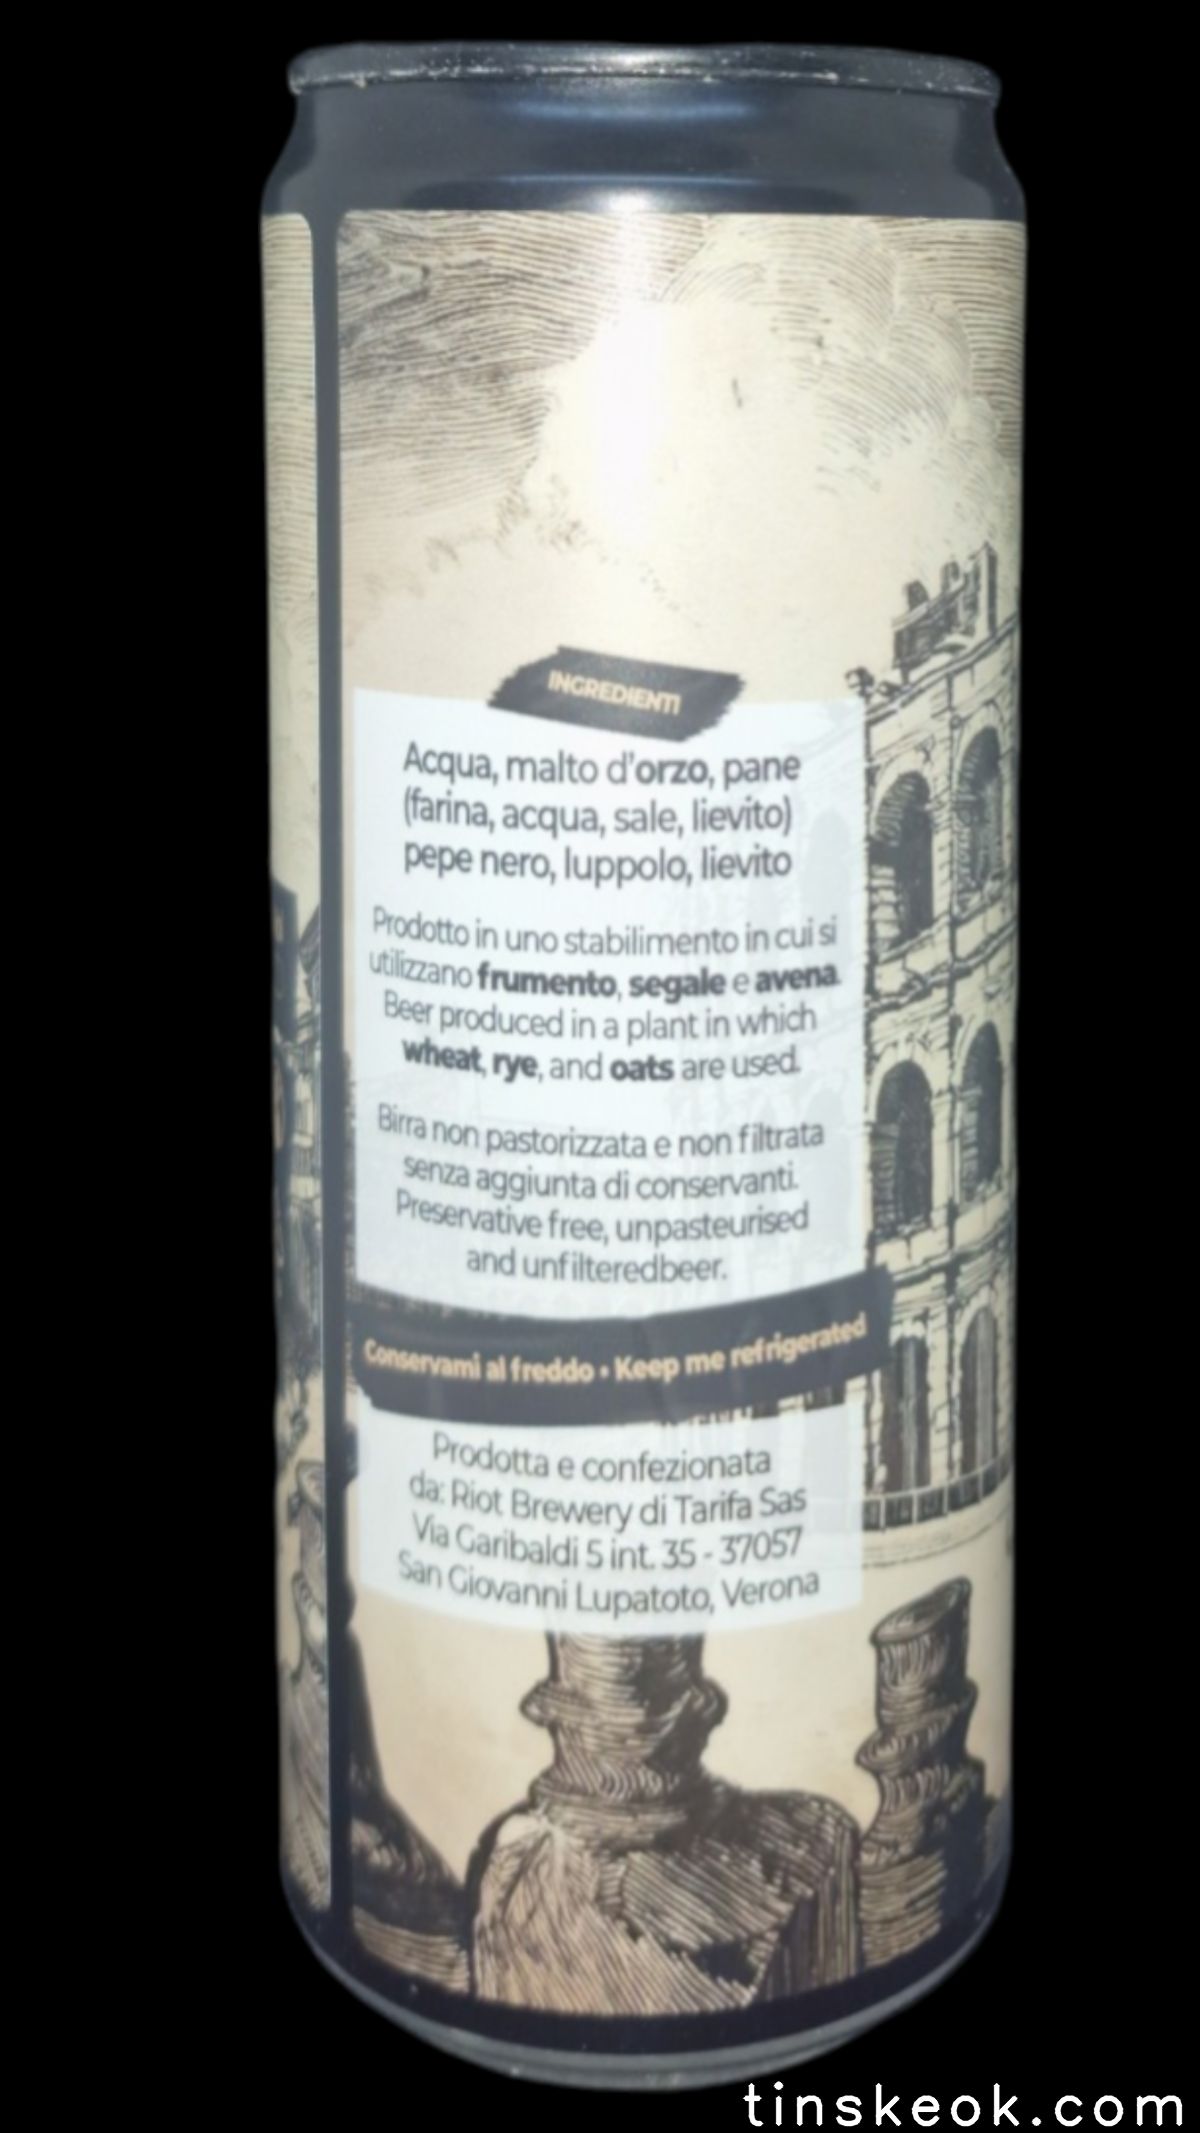 INGREDIENTI
Acqua, malto d'orzo, pane
(farina, acqua, sale, lievito)
pepe nero, luppolo, lievito
Prodotto in uno stabilimento in cui si
utilizzano frumento, segale e avena.
Beer produced in a plant in which
wheat, rye, and oats are used.
Birra non pastorizzata e non filtrata
senza aggiunta di conservanti.
Preservative free, unpasteurised
and unfilteredbeer.
Conservami al freddo • Keep me refrigerated
Prodotta e confezionata
da: Riot Brewery di Tarifa Sas
Via Garibaldi 5 int. 35 - 37057
San Giovanni Lupatoto, Verona
tinskeok.com